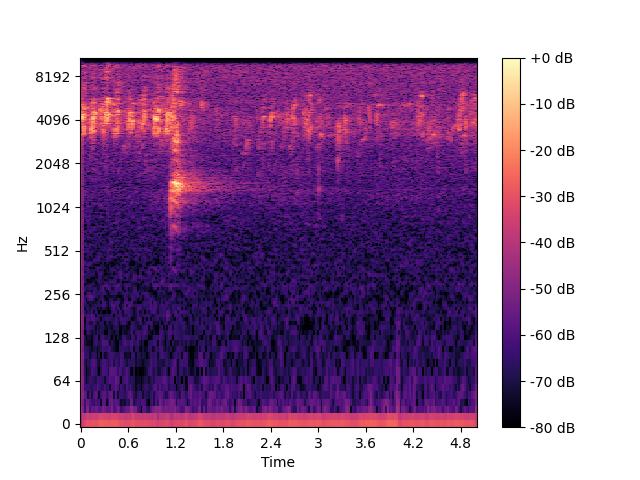 8192
4096
2048
1024
512
256
128
64
0
Hz
0 0.6 1.2 1.8 2.4 3 3.6 4.2 4.8
Time
+0 dB
-10 dB
-20 dB
-30 dB
-40 dB
-50 dB
-60 dB
-70 dB
-80 dB